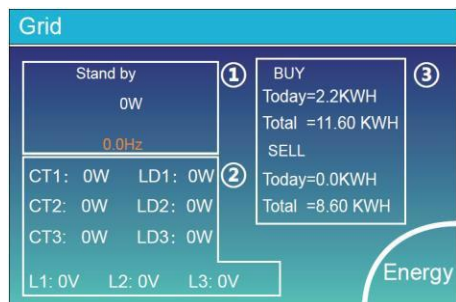 Grid
Stand by
0W
0.0Hz
①
CT1: 0W LD1: 0W
CT2: 0W LD2: 0W
CT3: 0W LD3: 0W
L1: 0V L2: 0V L3: 0V
②
BUY
Today=2.2KWH
Total =11.60 KWH
SELL
Today=0.0KWH
Total =8.60 KWH
③
Energy